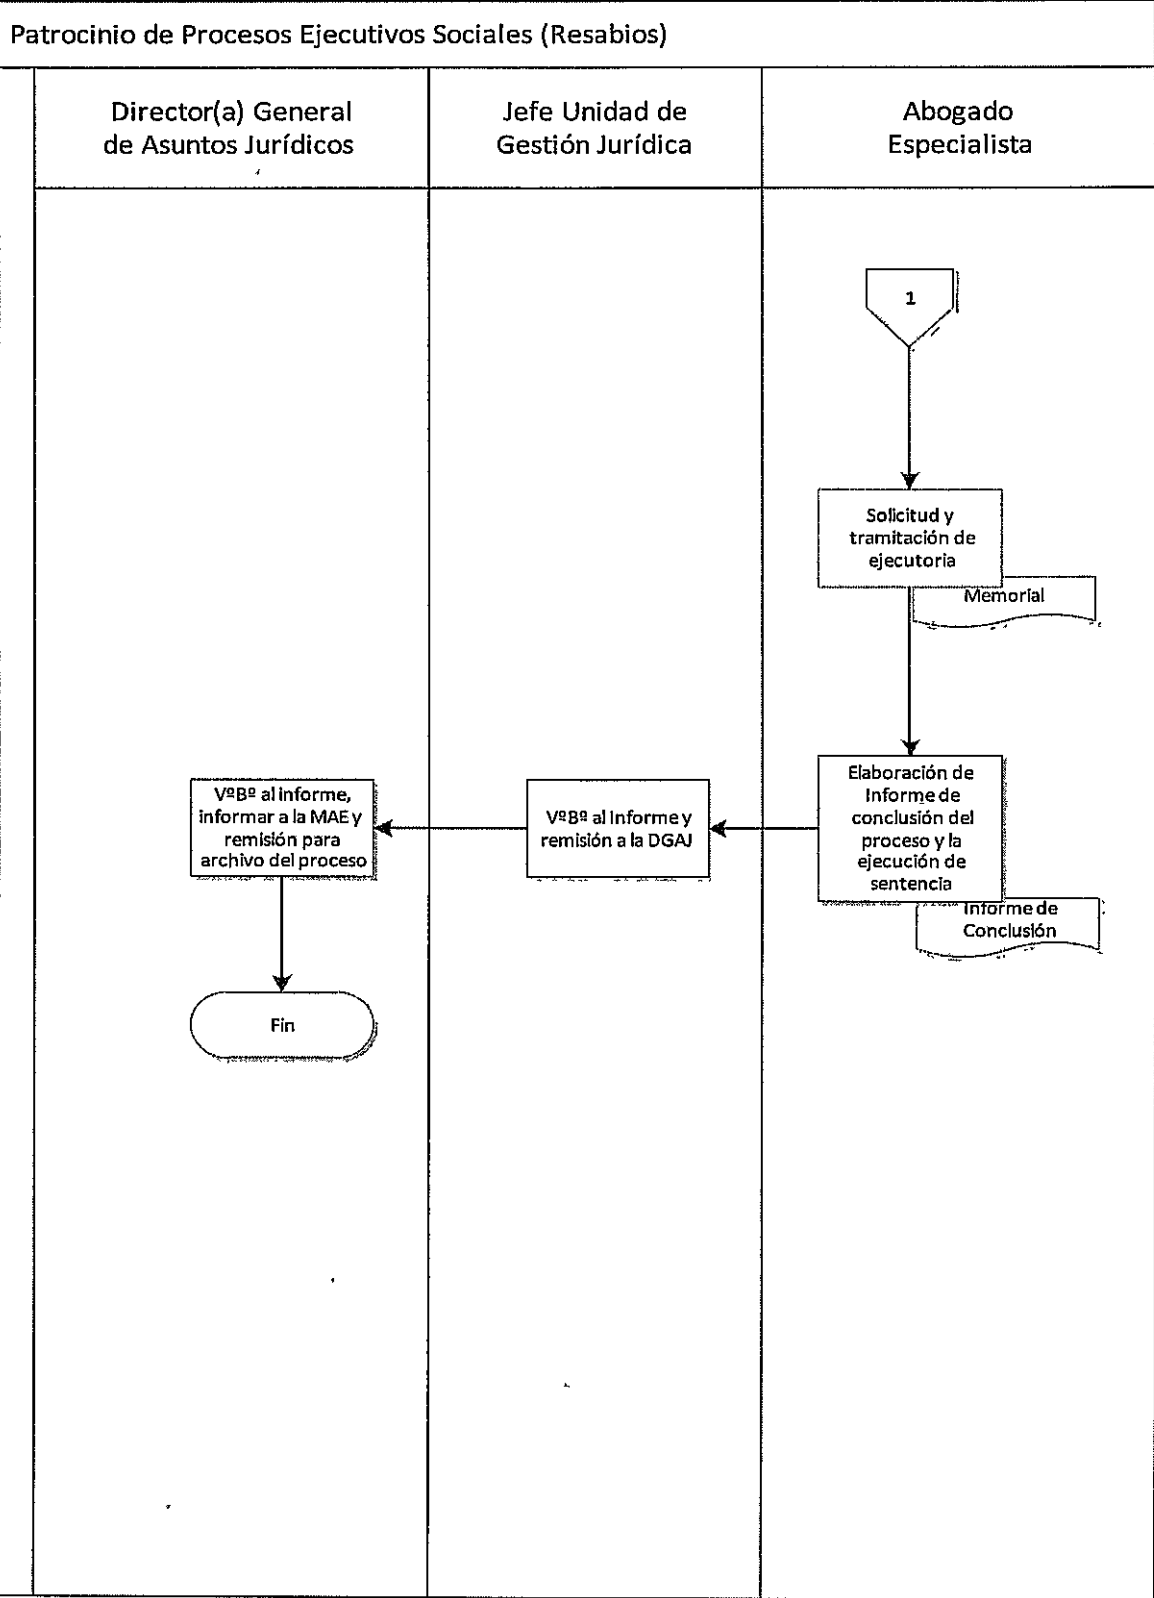 Patrocinio de Procesos Ejecutivos Sociales (Resabios)
Director(a) General
de Asuntos Jurídicos
Jefe Unidad de
Gestión Jurídica
Abogado
Especialista
1
Solicitud y
tramitación de
ejecutoria
Memorial
Elaboración de
Informe de
conclusión del
proceso y la
ejecución de
sentencia
Informe de
Conclusión
VºBº al Informe y
remisión a la DGAJ
VºBº al informe,
informar a la MAE y
remisión para
archivo del proceso
Fin